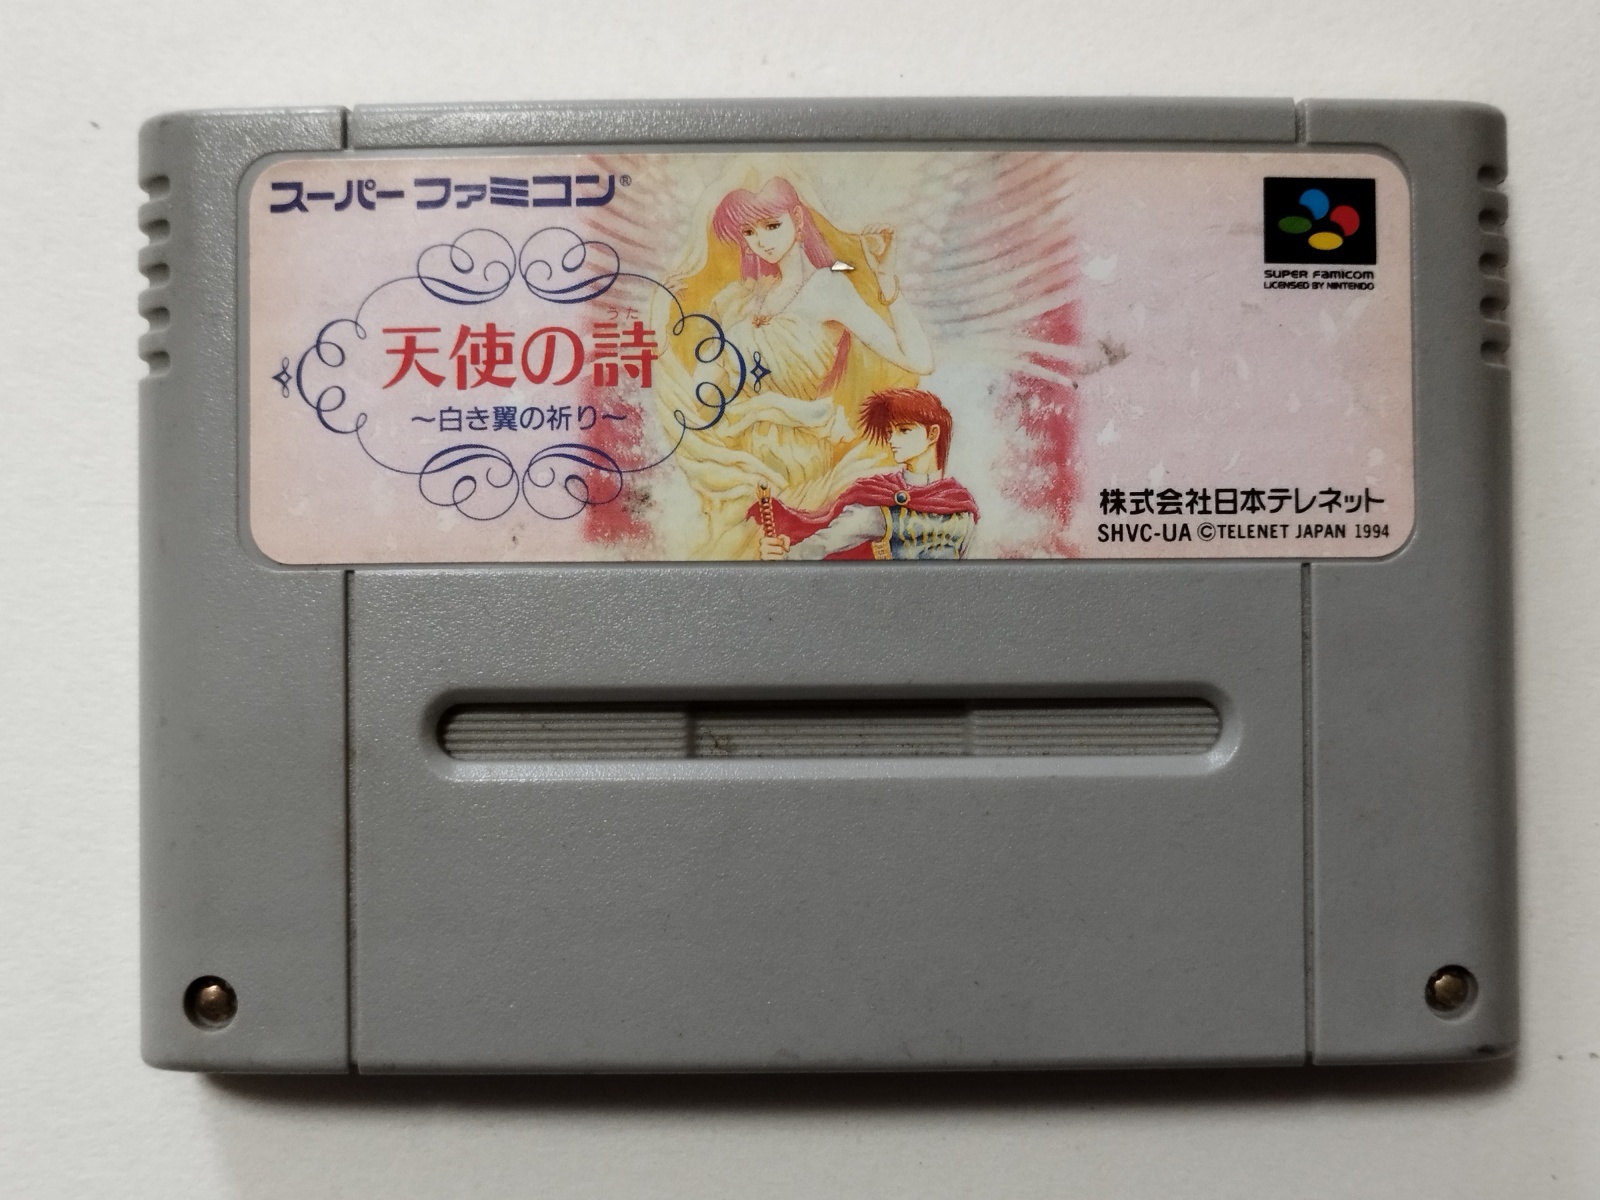 スーパーファミコン®
うた
天使の詩
〜白き翼の祈り〜
SUPER Famicom
LICENSED BY NINTENDO
株式会社日本テレネット
SHVC-UA ©TELENET JAPAN 1994